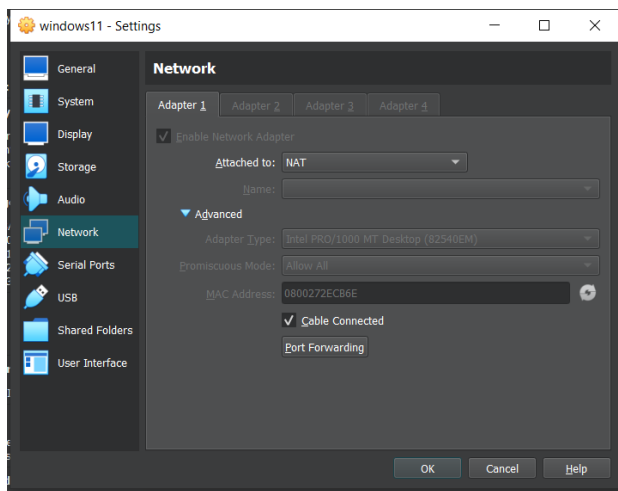 windows11 - Settings
General
System
Display
Storage
Audio
Network
Serial Ports
USB
Shared Folders
User Interface
Network
Adapter 1 Adapter 2 Adapter 3 Adapter 4
Enable Network Adapter
Attached to: NAT
Name:
Advanced
Adapter Type: Intel PRO/1000 MT Desktop (82540EM)
Promiscuous Mode: Allow All
MAC Address: 0800272ECB6E
Cable Connected
Port Forwarding
OK Cancel Help